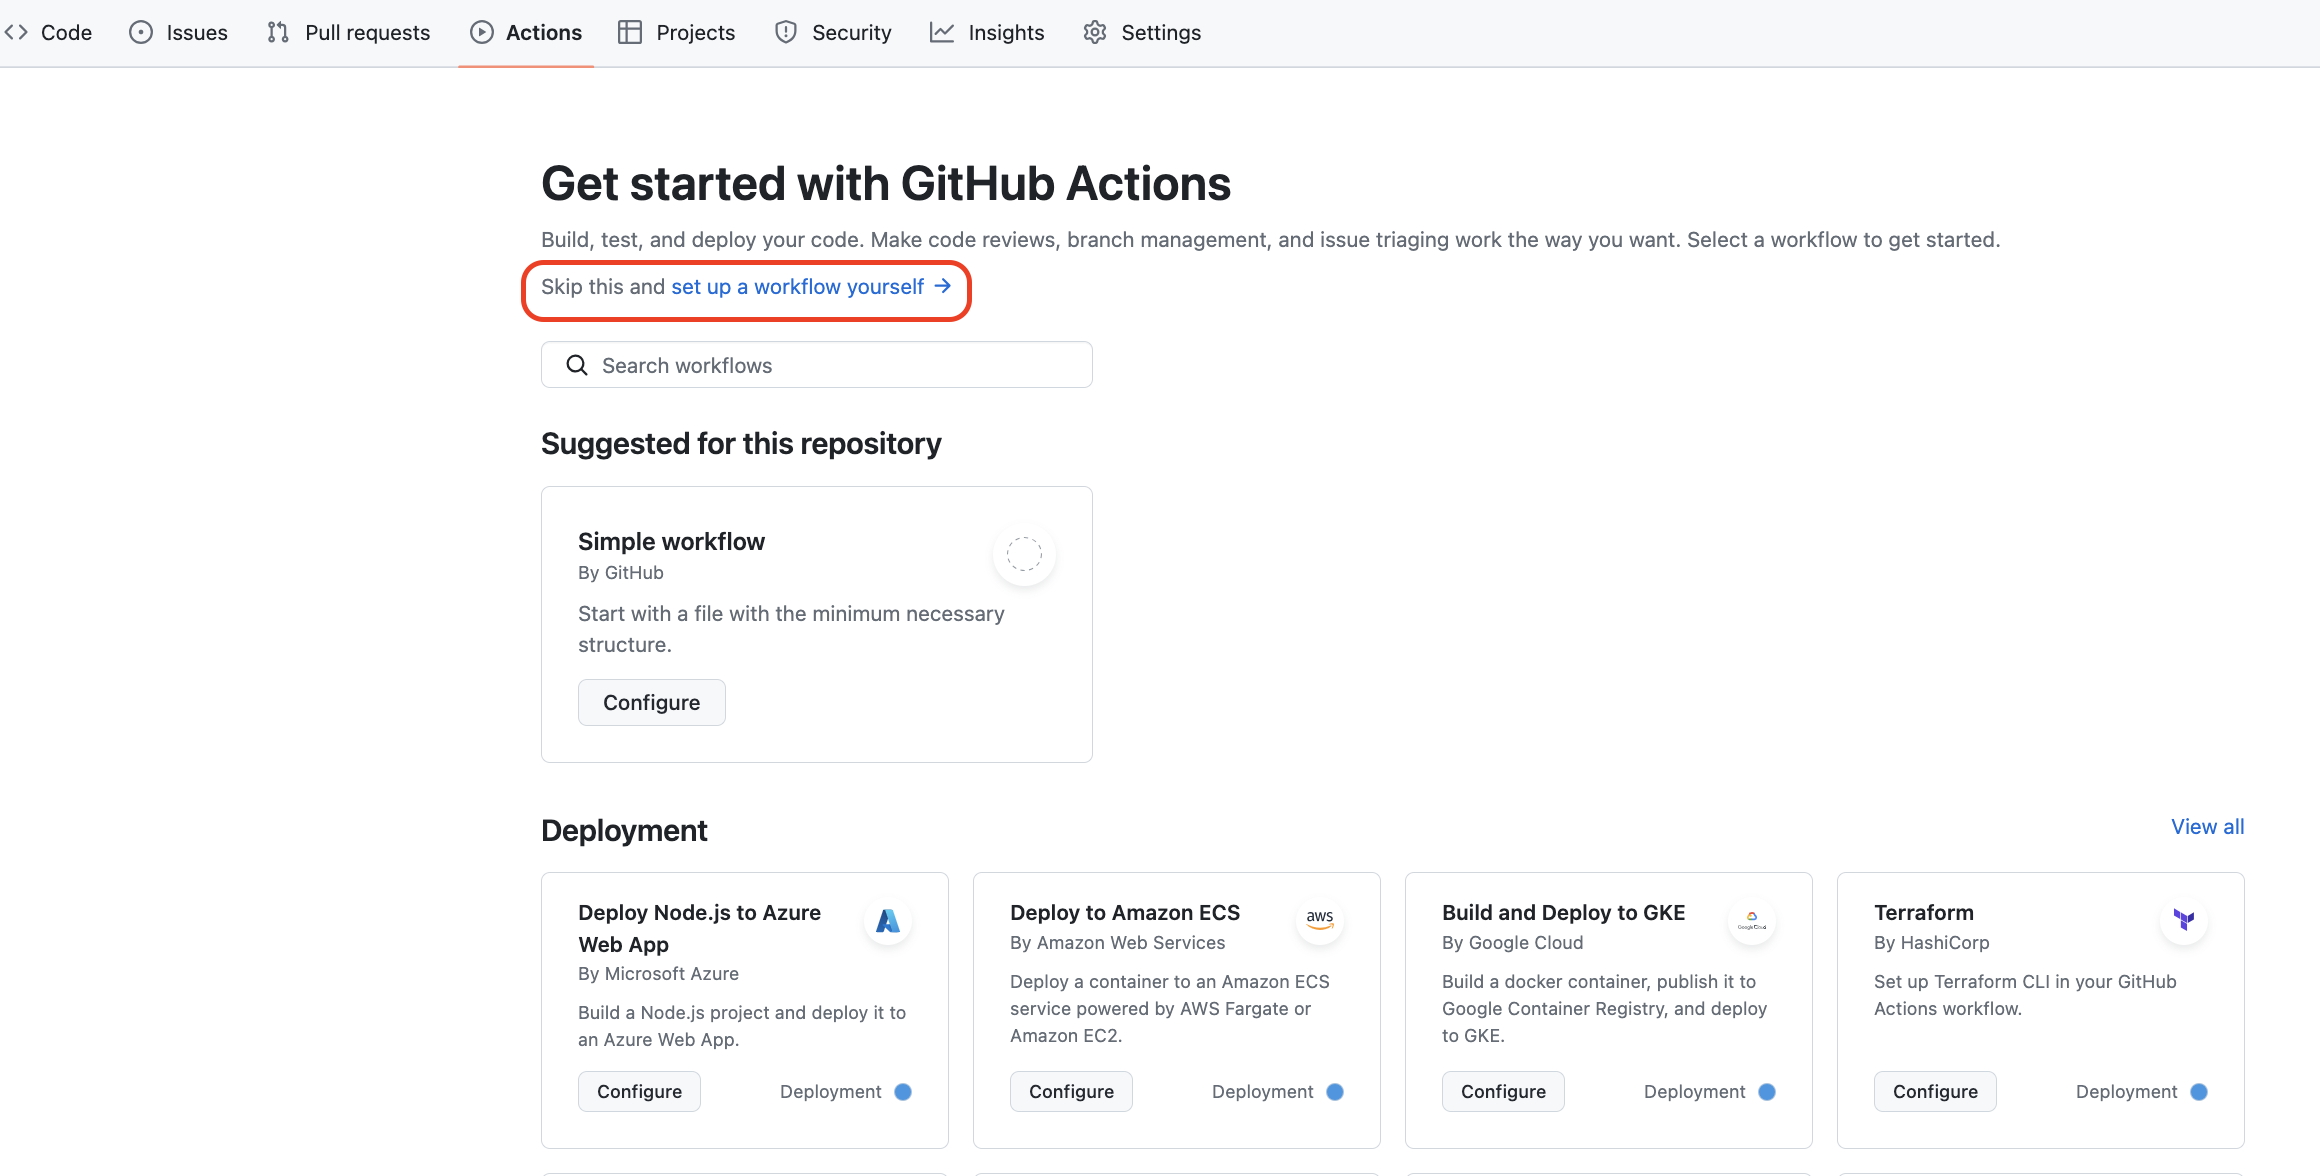 Code Issues Pull requests Actions Projects Security Insights Settings
Get started with GitHub Actions
Build, test, and deploy your code. Make code reviews, branch management, and issue triaging work the way you want. Select a workflow to get started.
Skip this and set up a workflow yourself →
Search workflows
Suggested for this repository
Simple workflow
By GitHub
Start with a file with the minimum necessary
structure.
Configure
Deployment
View all
Deploy Node.js to Azure
Web App
By Microsoft Azure
Build a Node.js project and deploy it to
an Azure Web App.
Configure
Deployment
Deploy to Amazon ECS
aws
By Amazon Web Services
Deploy a container to an Amazon ECS
service powered by AWS Fargate or
Amazon EC2.
Configure
Deployment
Build and Deploy to GKE
Google Cloud
By Google Cloud
Build a docker container, publish it to
Google Container Registry, and deploy
to GKE.
Configure
Deployment
Terraform
By HashiCorp
Set up Terraform CLI in your GitHub
Actions workflow.
Configure
Deployment